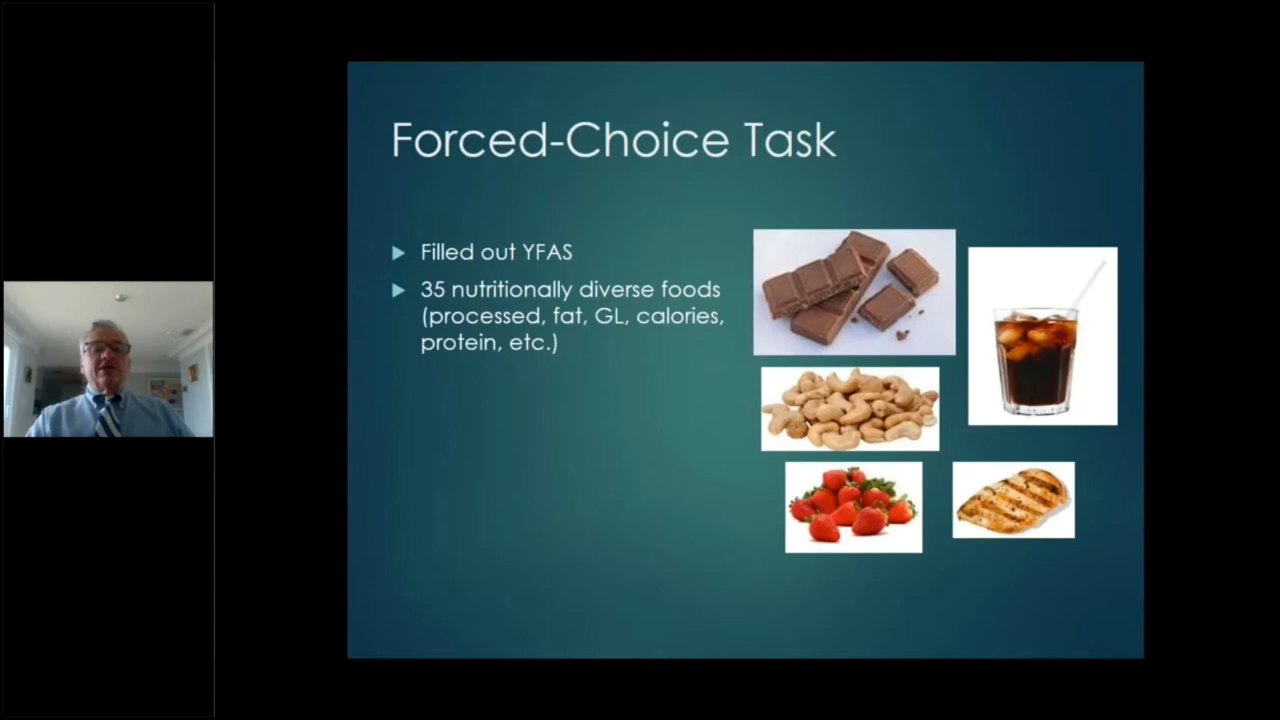 Forced-Choice Task
Filled out YFAS
35 nutritionally diverse foods
(processed, fat, GL, calories,
protein, etc.)